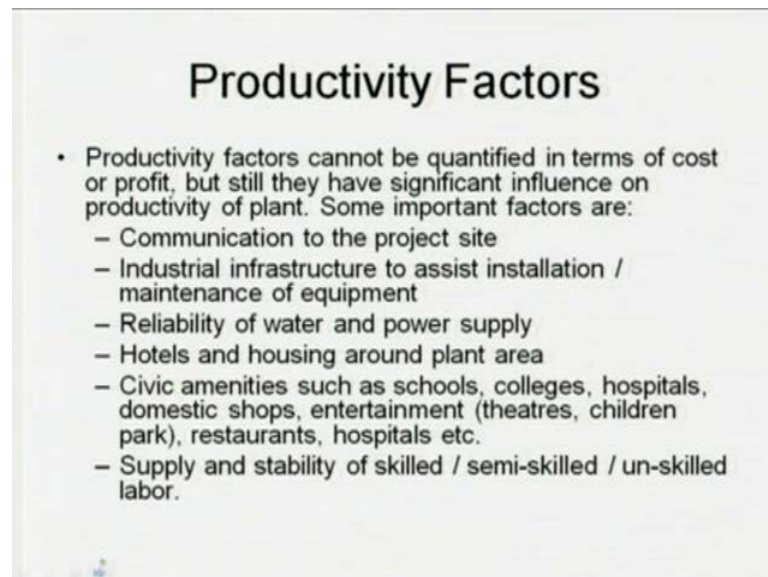 Productivity Factors
• Productivity factors cannot be quantified in terms of cost
or profit, but still they have significant influence on
productivity of plant. Some important factors are:
– Communication to the project site
– Industrial infrastructure to assist installation /
maintenance of equipment
– Reliability of water and power supply
– Hotels and housing around plant area
– Civic amenities such as schools, colleges, hospitals,
domestic shops, entertainment (theatres, children
park), restaurants, hospitals etc.
– Supply and stability of skilled / semi-skilled / un-skilled
labor.